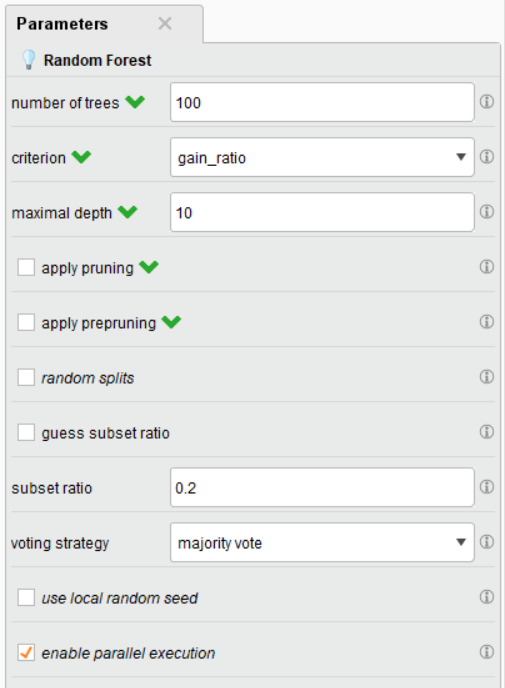 Parameters
Random Forest
number of trees 100
criterion gain_ratio
maximal depth 10
apply pruning
apply prepruning
random splits
guess subset ratio
subset ratio 0.2
voting strategy majority vote
use local random seed
enable parallel execution